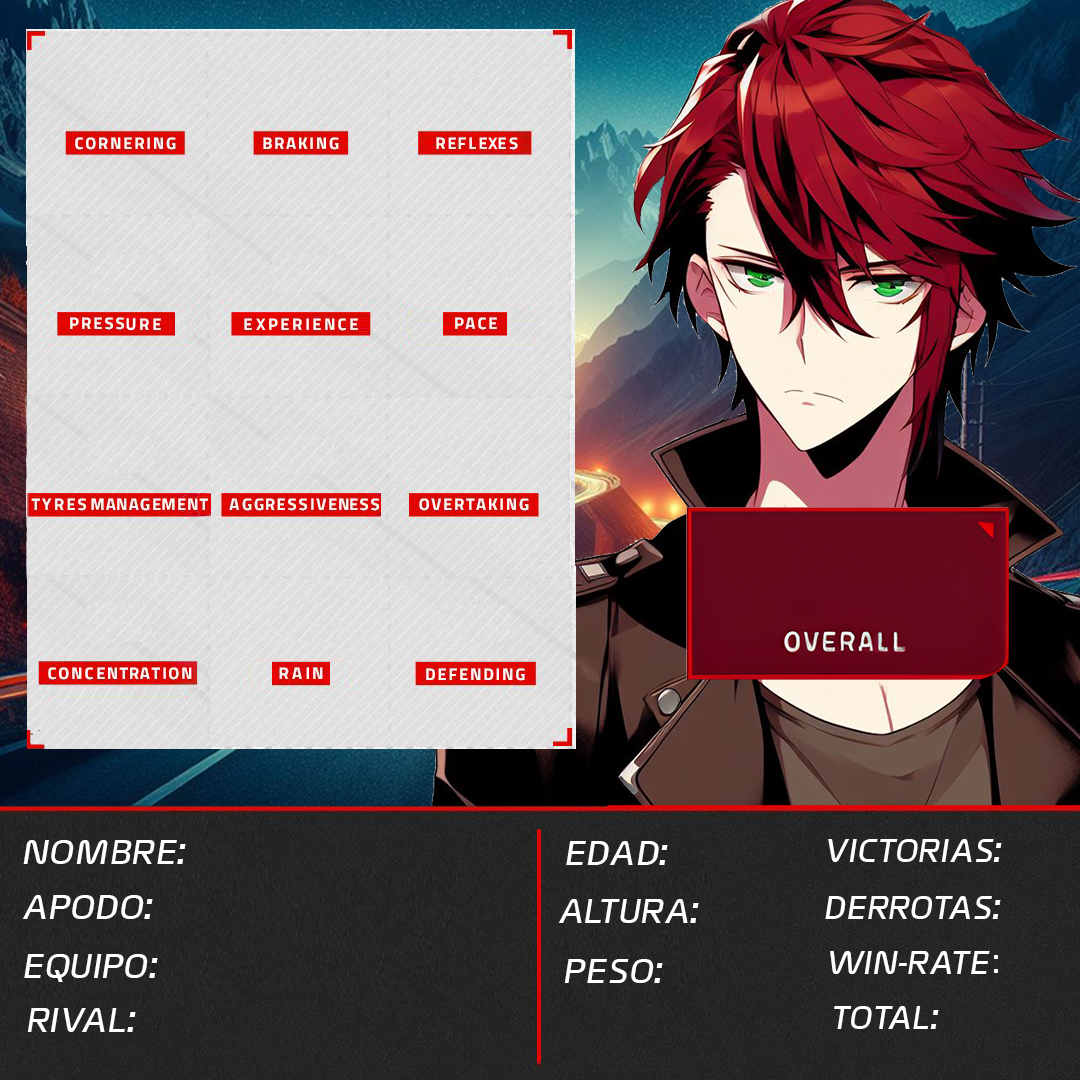 CORNERING BRAKING REFLEXES
PRESSURE EXPERIENCE PACE
TYRES MANAGEMENT AGGRESSIVENESS OVERTAKING
CONCENTRATION RAIN DEFENDING
OVERALL
NOMBRE:
APODO:
EQUIPO:
RIVAL:
EDAD:
ALTURA:
PESO:
VICTORIAS:
DERROTAS:
WIN-RATE:
TOTAL: